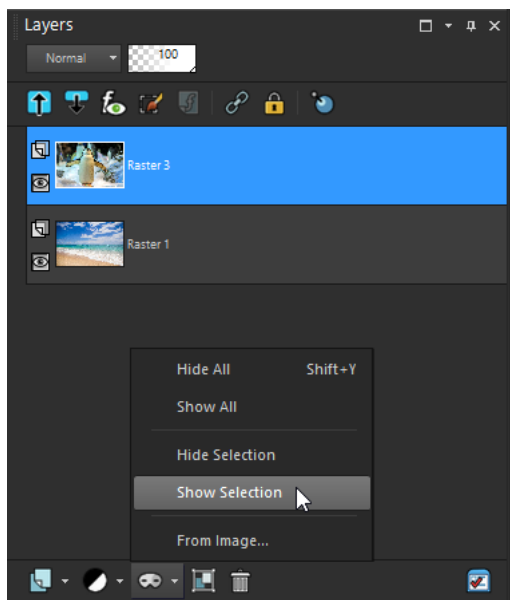 Layers
Normal
100
Raster 3
Raster 1
Hide All Shift+Y
Show All
Hide Selection
Show Selection
From Image...